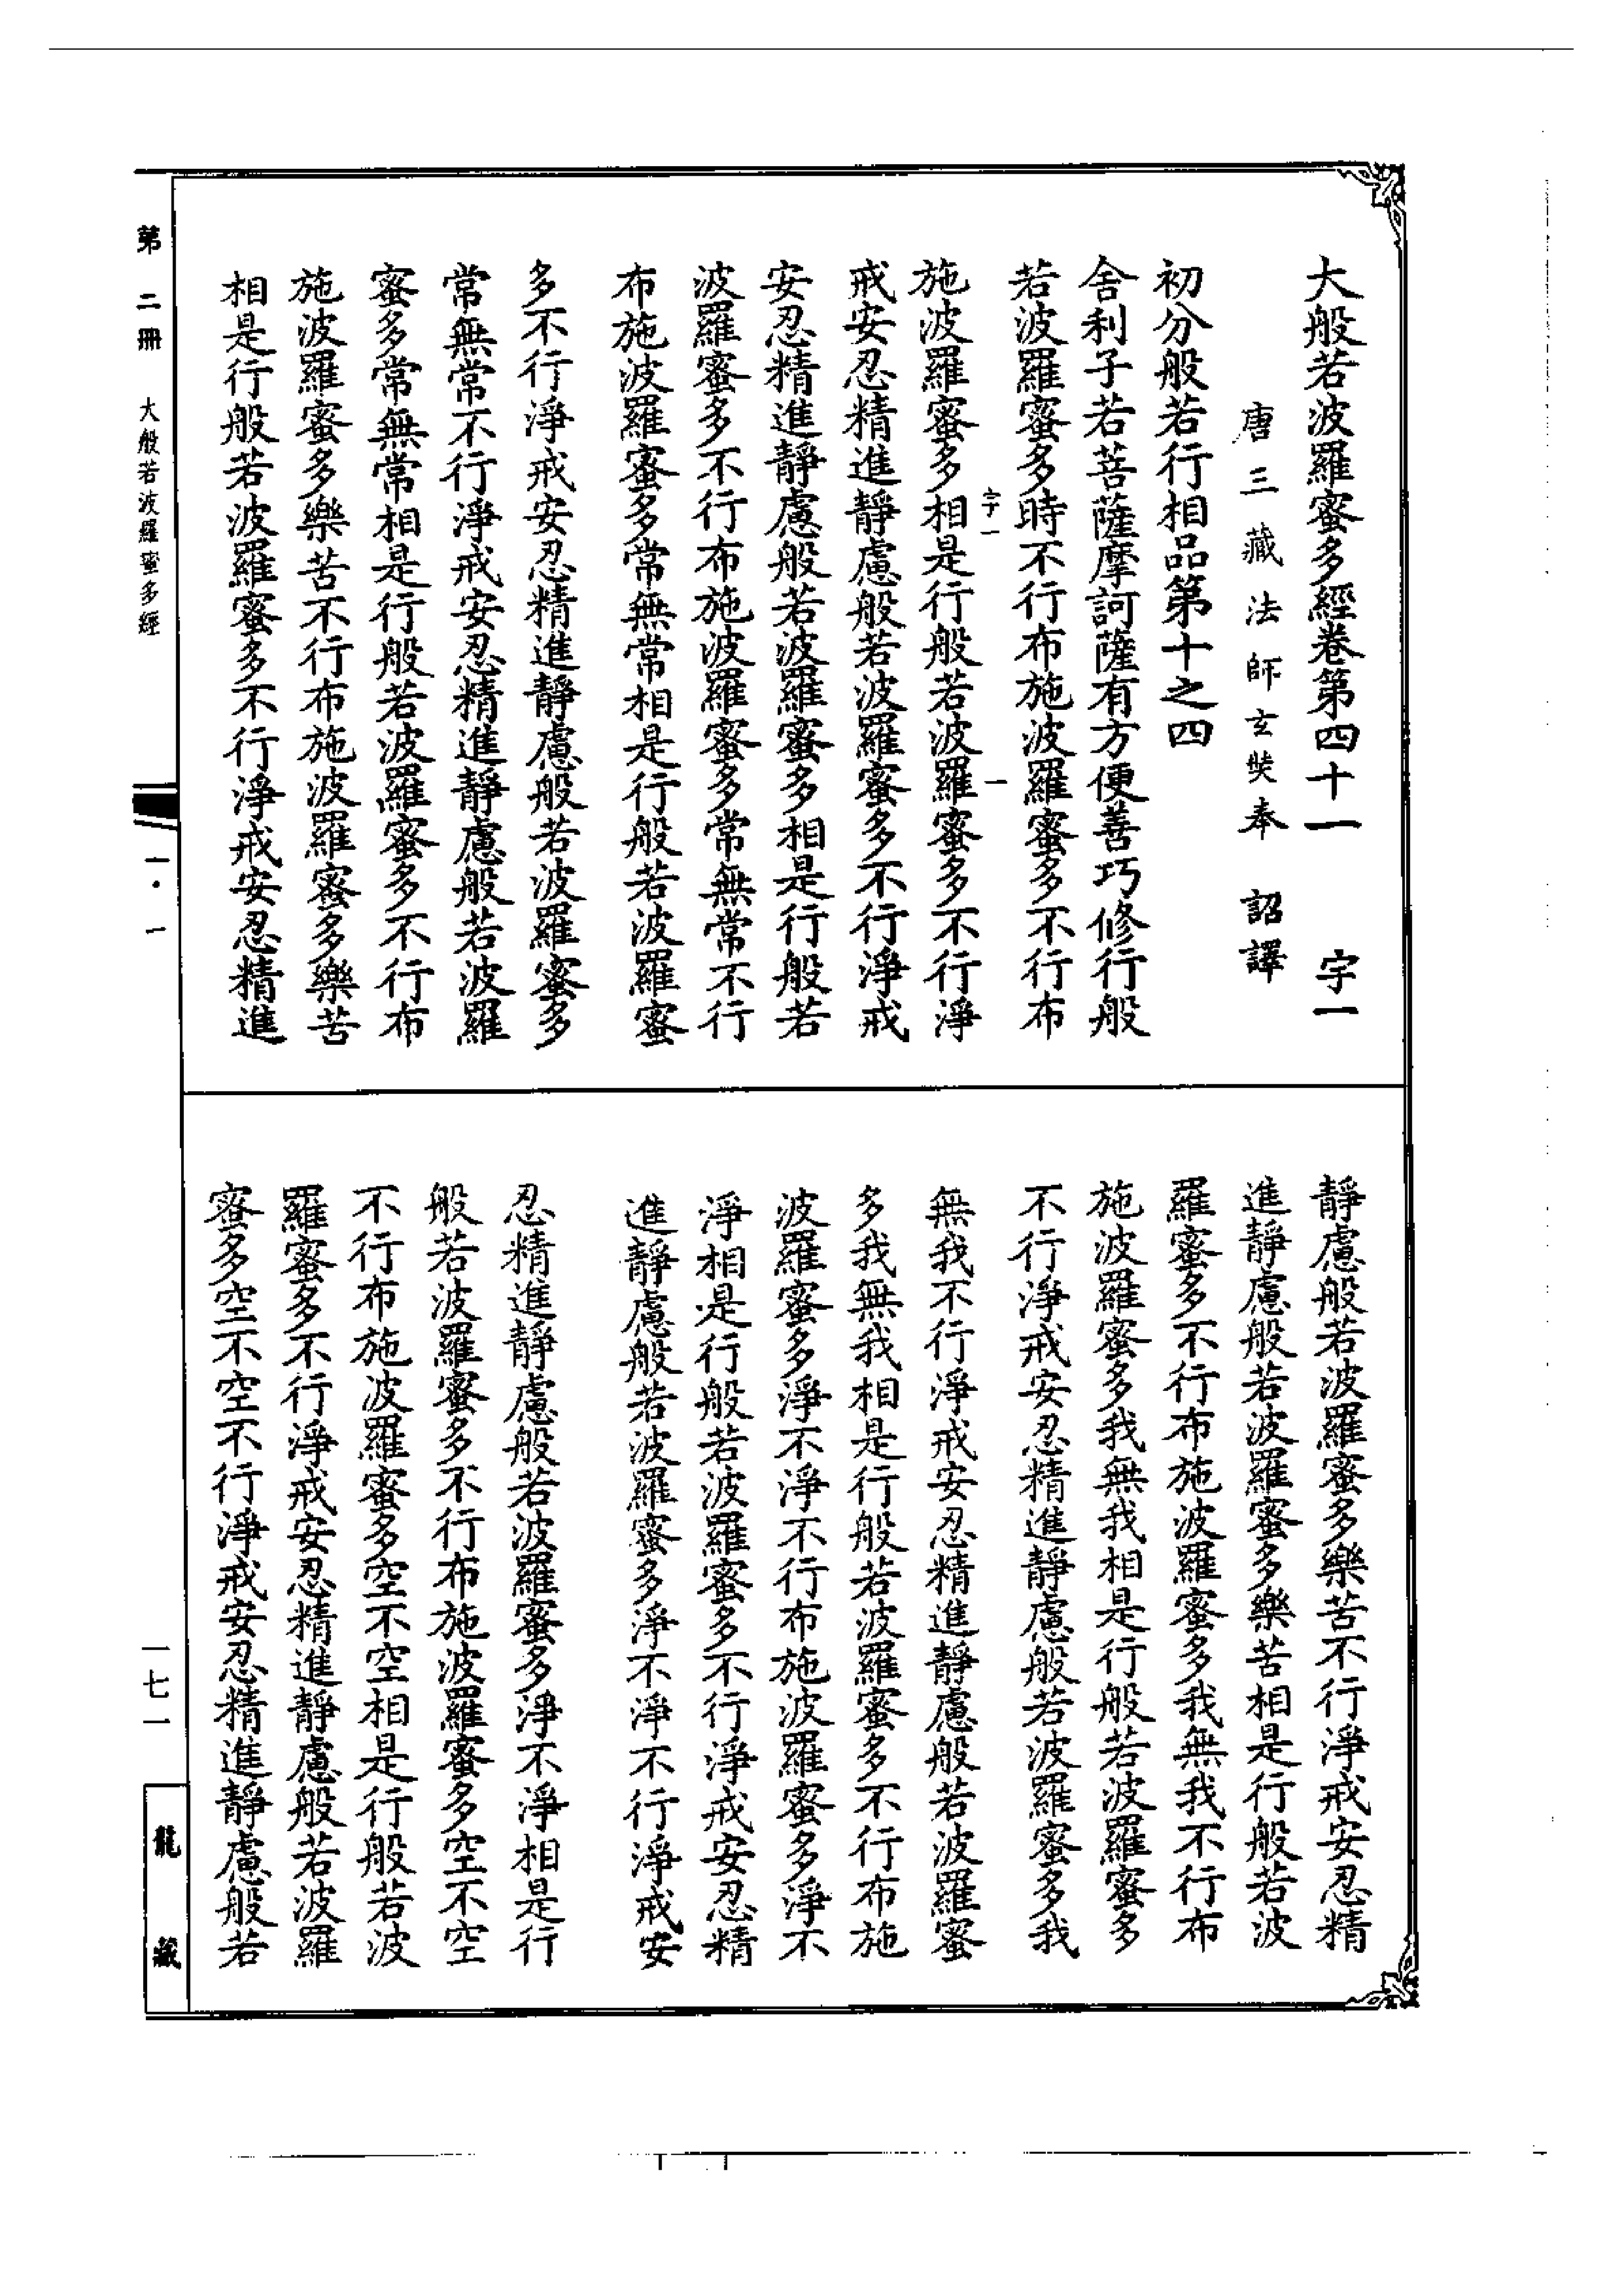 大般若波羅蜜多經卷第四十一　宇一
唐三藏法師玄奘奉　詔譯
初分般若行相品第十之四
舍利子若菩薩摩訶薩有方便善巧修行般
若波羅蜜多時不行布施波羅蜜多不行布
字一　一
施波羅蜜多相是行般若波羅蜜多不行淨
戒安忍精進靜慮般若波羅蜜多不行淨戒
安忍精進靜慮般若波羅蜜多相是行般若
波羅蜜多不行布施波羅蜜多常無常不行
布施波羅蜜多常無常相是行般若波羅蜜
多不行淨戒安忍精進靜慮般若波羅蜜多
常無常不行淨戒安忍精進靜慮般若波羅
蜜多常無常相是行般若波羅蜜多不行布
施波羅蜜多樂苦不行布施波羅蜜多樂苦
相是行般若波羅蜜多不行淨戒安忍精進
靜慮般若波羅蜜多樂苦不行淨戒安忍精
進靜慮般若波羅蜜多樂苦相是行般若波
羅蜜多不行布施波羅蜜多我無我不行布
施波羅蜜多我無我相是行般若波羅蜜多
不行淨戒安忍精進靜慮般若波羅蜜多我
無我不行淨戒安忍精進靜慮般若波羅蜜
多我無我相是行般若波羅蜜多不行布施
波羅蜜多淨不淨不行布施波羅蜜多淨不
淨相是行般若波羅蜜多不行淨戒安忍精
進靜慮般若波羅蜜多淨不淨不行淨戒安
忍精進靜慮般若波羅蜜多淨不淨相是行
般若波羅蜜多不行布施波羅蜜多空不空
不行布施波羅蜜多空不空相是行般若波
羅蜜多不行淨戒安忍精進靜慮般若波羅
蜜多空不空不行淨戒安忍精進靜慮般若
第二冊　大般若波羅蜜多經
一·一
一七一
龍藏